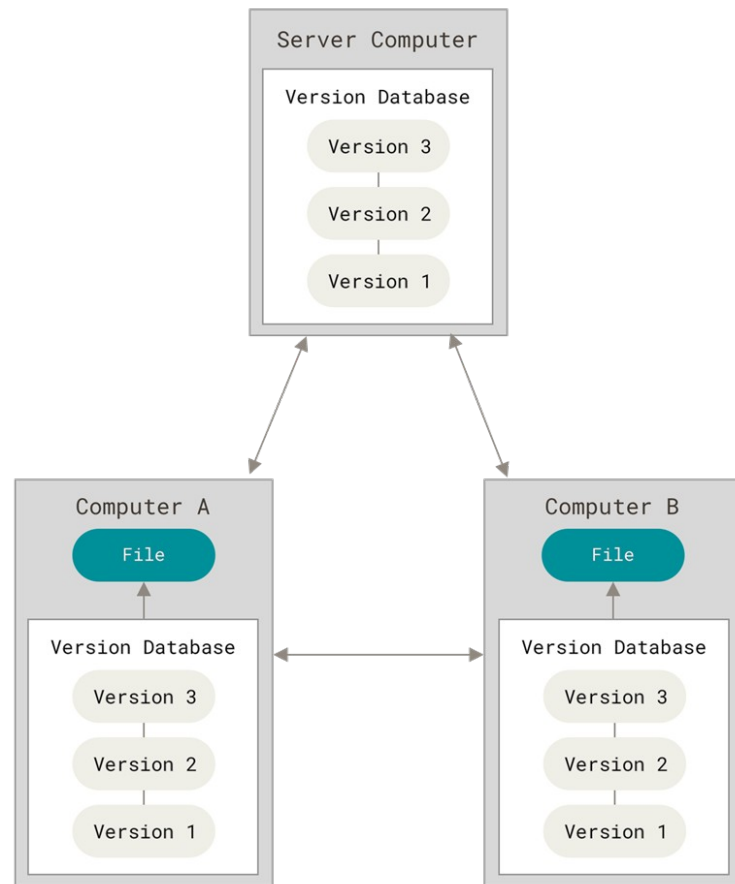 Server Computer
Version Database
Version 3
Version 2
Version 1
Computer A
File
Version Database
Version 3
Version 2
Version 1
Computer B
File
Version Database
Version 3
Version 2
Version 1